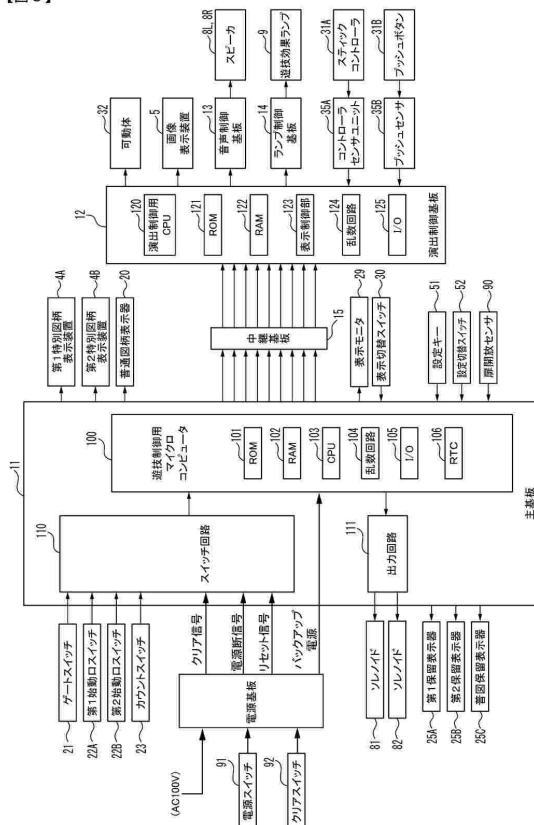 【図3】
11
主基板
110
スイッチ回路
100
遊技制御用
マイクロ
コンピュータ
101
ROM
102
RAM
103
CPU
104
乱数回路
105
I/O
106
RTC
111
出力回路
21
ゲートスイッチ
22A
第1始動口スイッチ
22B
第2始動口スイッチ
23
カウントスイッチ
クリア信号
電源断信号
リセット信号
バックアップ
電源
電源基板
(AC100V)
91
電源スイッチ
92
クリアスイッチ
81
ソレノイド
82
ソレノイド
25A
第1保留表示器
25B
第2保留表示器
25C
普図保留表示器
4A
第1特別図柄
表示装置
4B
第2特別図柄
表示装置
20
普通図柄表示器
中継基板
15
29
表示モニタ
30
表示切替スイッチ
51
設定キー
52
設定切替スイッチ
90
扉開放センサ
12
演出制御基板
120
演出制御用
CPU
121
ROM
122
RAM
123
表示制御部
124
乱数回路
125
I/O
32
可動体
5
画像
表示装置
13
音声制御
基板
8L, 8R
スピーカ
14
ランプ制御
基板
9
遊技効果ランプ
35A
コントローラ
センサユニット
31A
スティック
コントローラ
35B
プッシュセンサ
31B
プッシュボタン